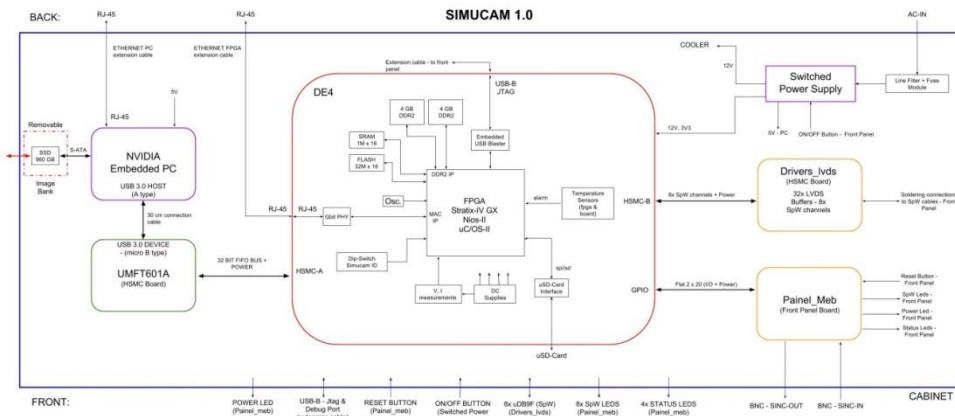 BACK:
RJ-45
RJ-45
SIMUCAM 1.0
AC-IN
ETHERNET PC
extension cable
ETHERNET FPGA
extension cable
5V
RJ-45
Removable
SSD
960 GB
Image
Bank
S-ATA
NVIDIA
Embedded PC
USB 3.0 HOST
(A type)
30 cm connection
cable
USB 3.0 DEVICE
- (micro B type)
UMFT601A
(HSMC Board)
32 BIT FIFO BUS +
POWER
Extension cable - to front
panel
USB-B
JTAG
DE4
4 GB
DDR2
4 GB
DDR2
SRAM
1M x 16
FLASH
32M x 16
Embedded
USB Blaster
DDR2 IP
Osc.
RJ-45
RJ-45
Gbit PHY
MAC
IP
FPGA
Stratix-IV GX
Nios-II
uC/OS-II
alarm
Temperature
Sensors
(fpga &
board)
HSMC-B
HSMC-A
Dip-Switch
Simucam ID
V, I
measurements
DC
Supplies
spi/sd
uSD-Card
Interface
GPIO
uSD-Card
COOLER
12V
12V, 3V3
Switched
Power Supply
Line Filter + Fuse
Module
5V - PC
ON/OFF Button - Front Panel
8x SpW channels + Power
Drivers_lvds
(HSMC Board)
32x LVDS
Buffers - 8x
SpW channels
Soldering connections
to SpW cables - Front
Panel
Flat 2 x 20 (I/O + Power)
Painel_Meb
(Front Panel Board)
Reset Button -
Front Panel
SpW Leds -
Front Panel
Power Led -
Front Panel
Status Leds -
Front Panel
FRONT:
POWER LED
(Painel_meb)
USB-B - Jtag &
Debug Port
RESET BUTTON
(Painel_meb)
ON/OFF BUTTON
(Switched Power
8x uDB9F (SpW)
(Drivers_lvds)
8x SpW LEDS
(Painel_meb)
4x STATUS LEDS
(Painel_meb)
BNC - SINC-OUT
BNC - SINC-IN
CABINET